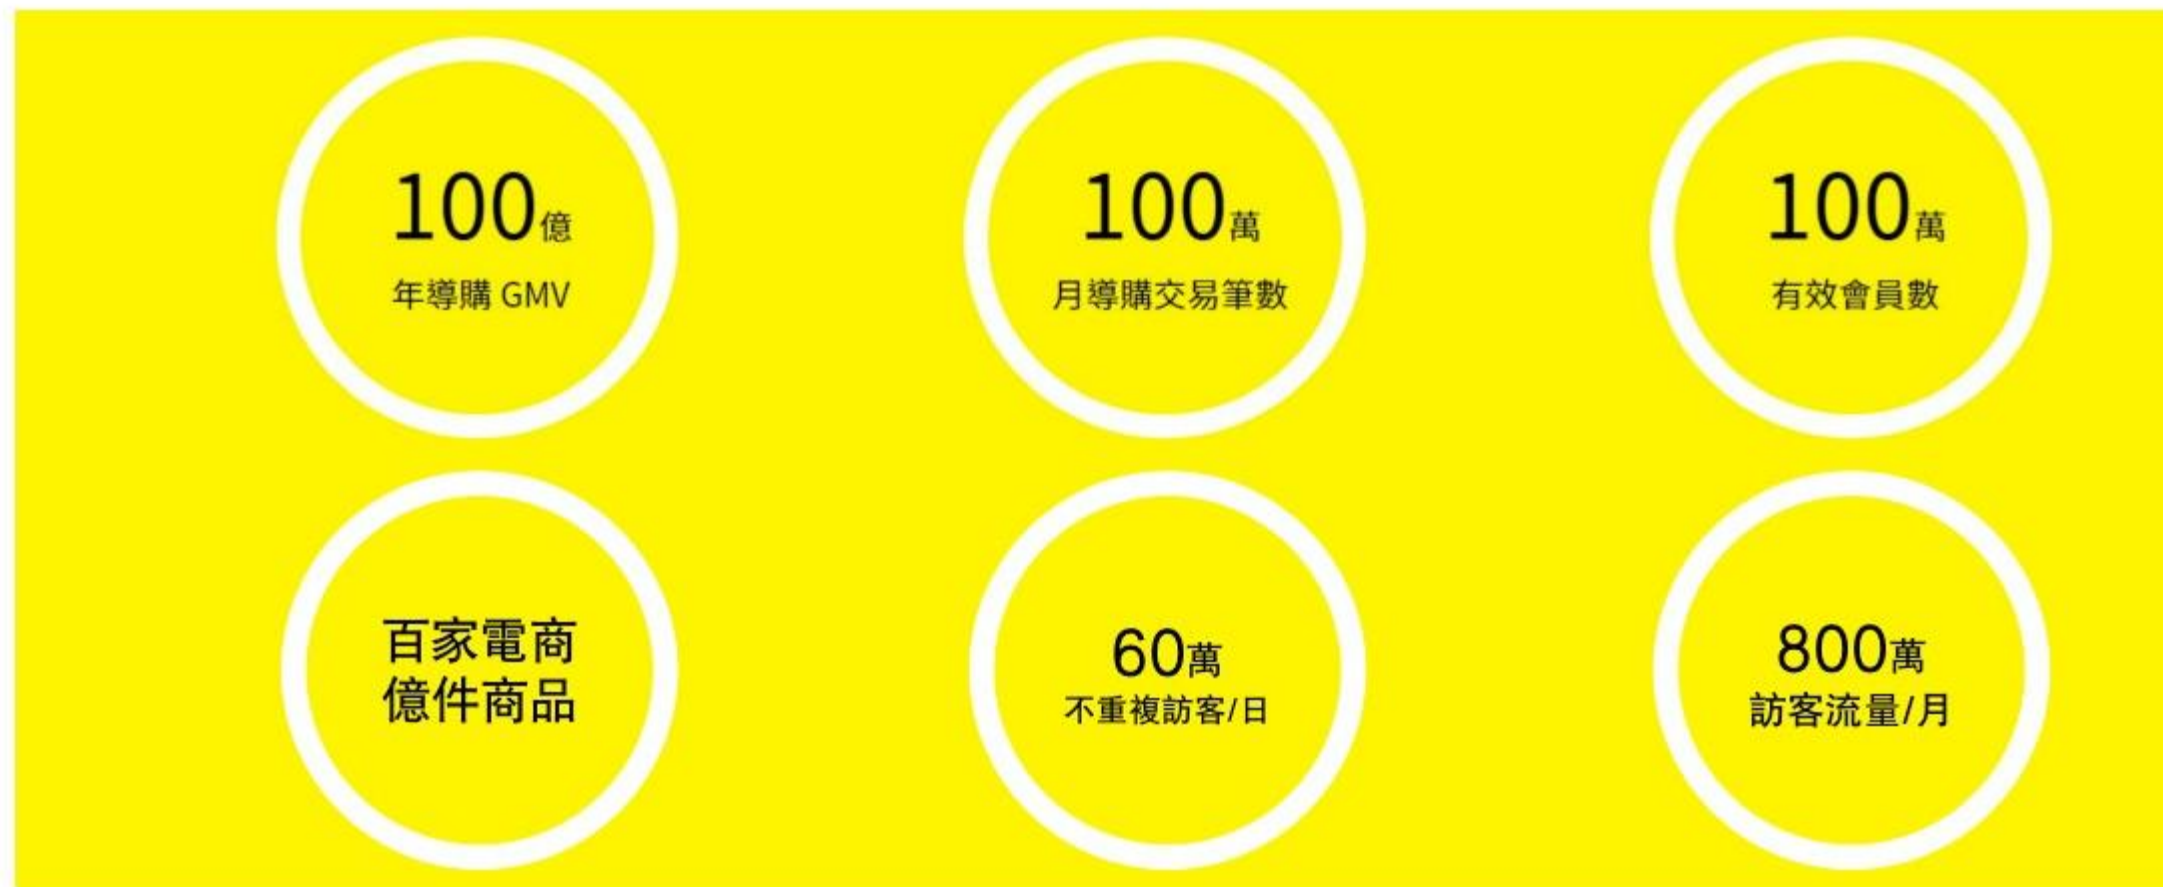 100億
年導購 GMV
100萬
月導購交易筆數
100萬
有效會員數
百家電商
億件商品
60萬
不重複訪客/日
800萬
訪客流量/月